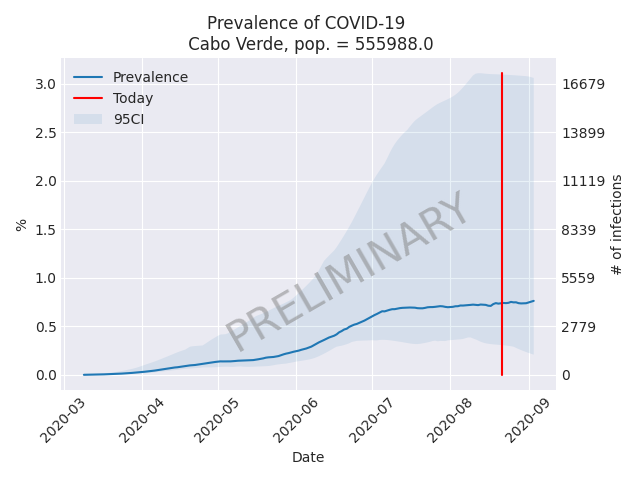 Prevalence of COVID-19
Cabo Verde, pop. = 555988.0
Prevalence
Today
95CI
PRELIMINARY
%
3.0
2.5
2.0
1.5
1.0
0.5
0.0
16679
13899
11119
8339
5559
2779
0
# of infections
2020-03
2020-04
2020-05
2020-06
2020-07
2020-08
2020-09
Date